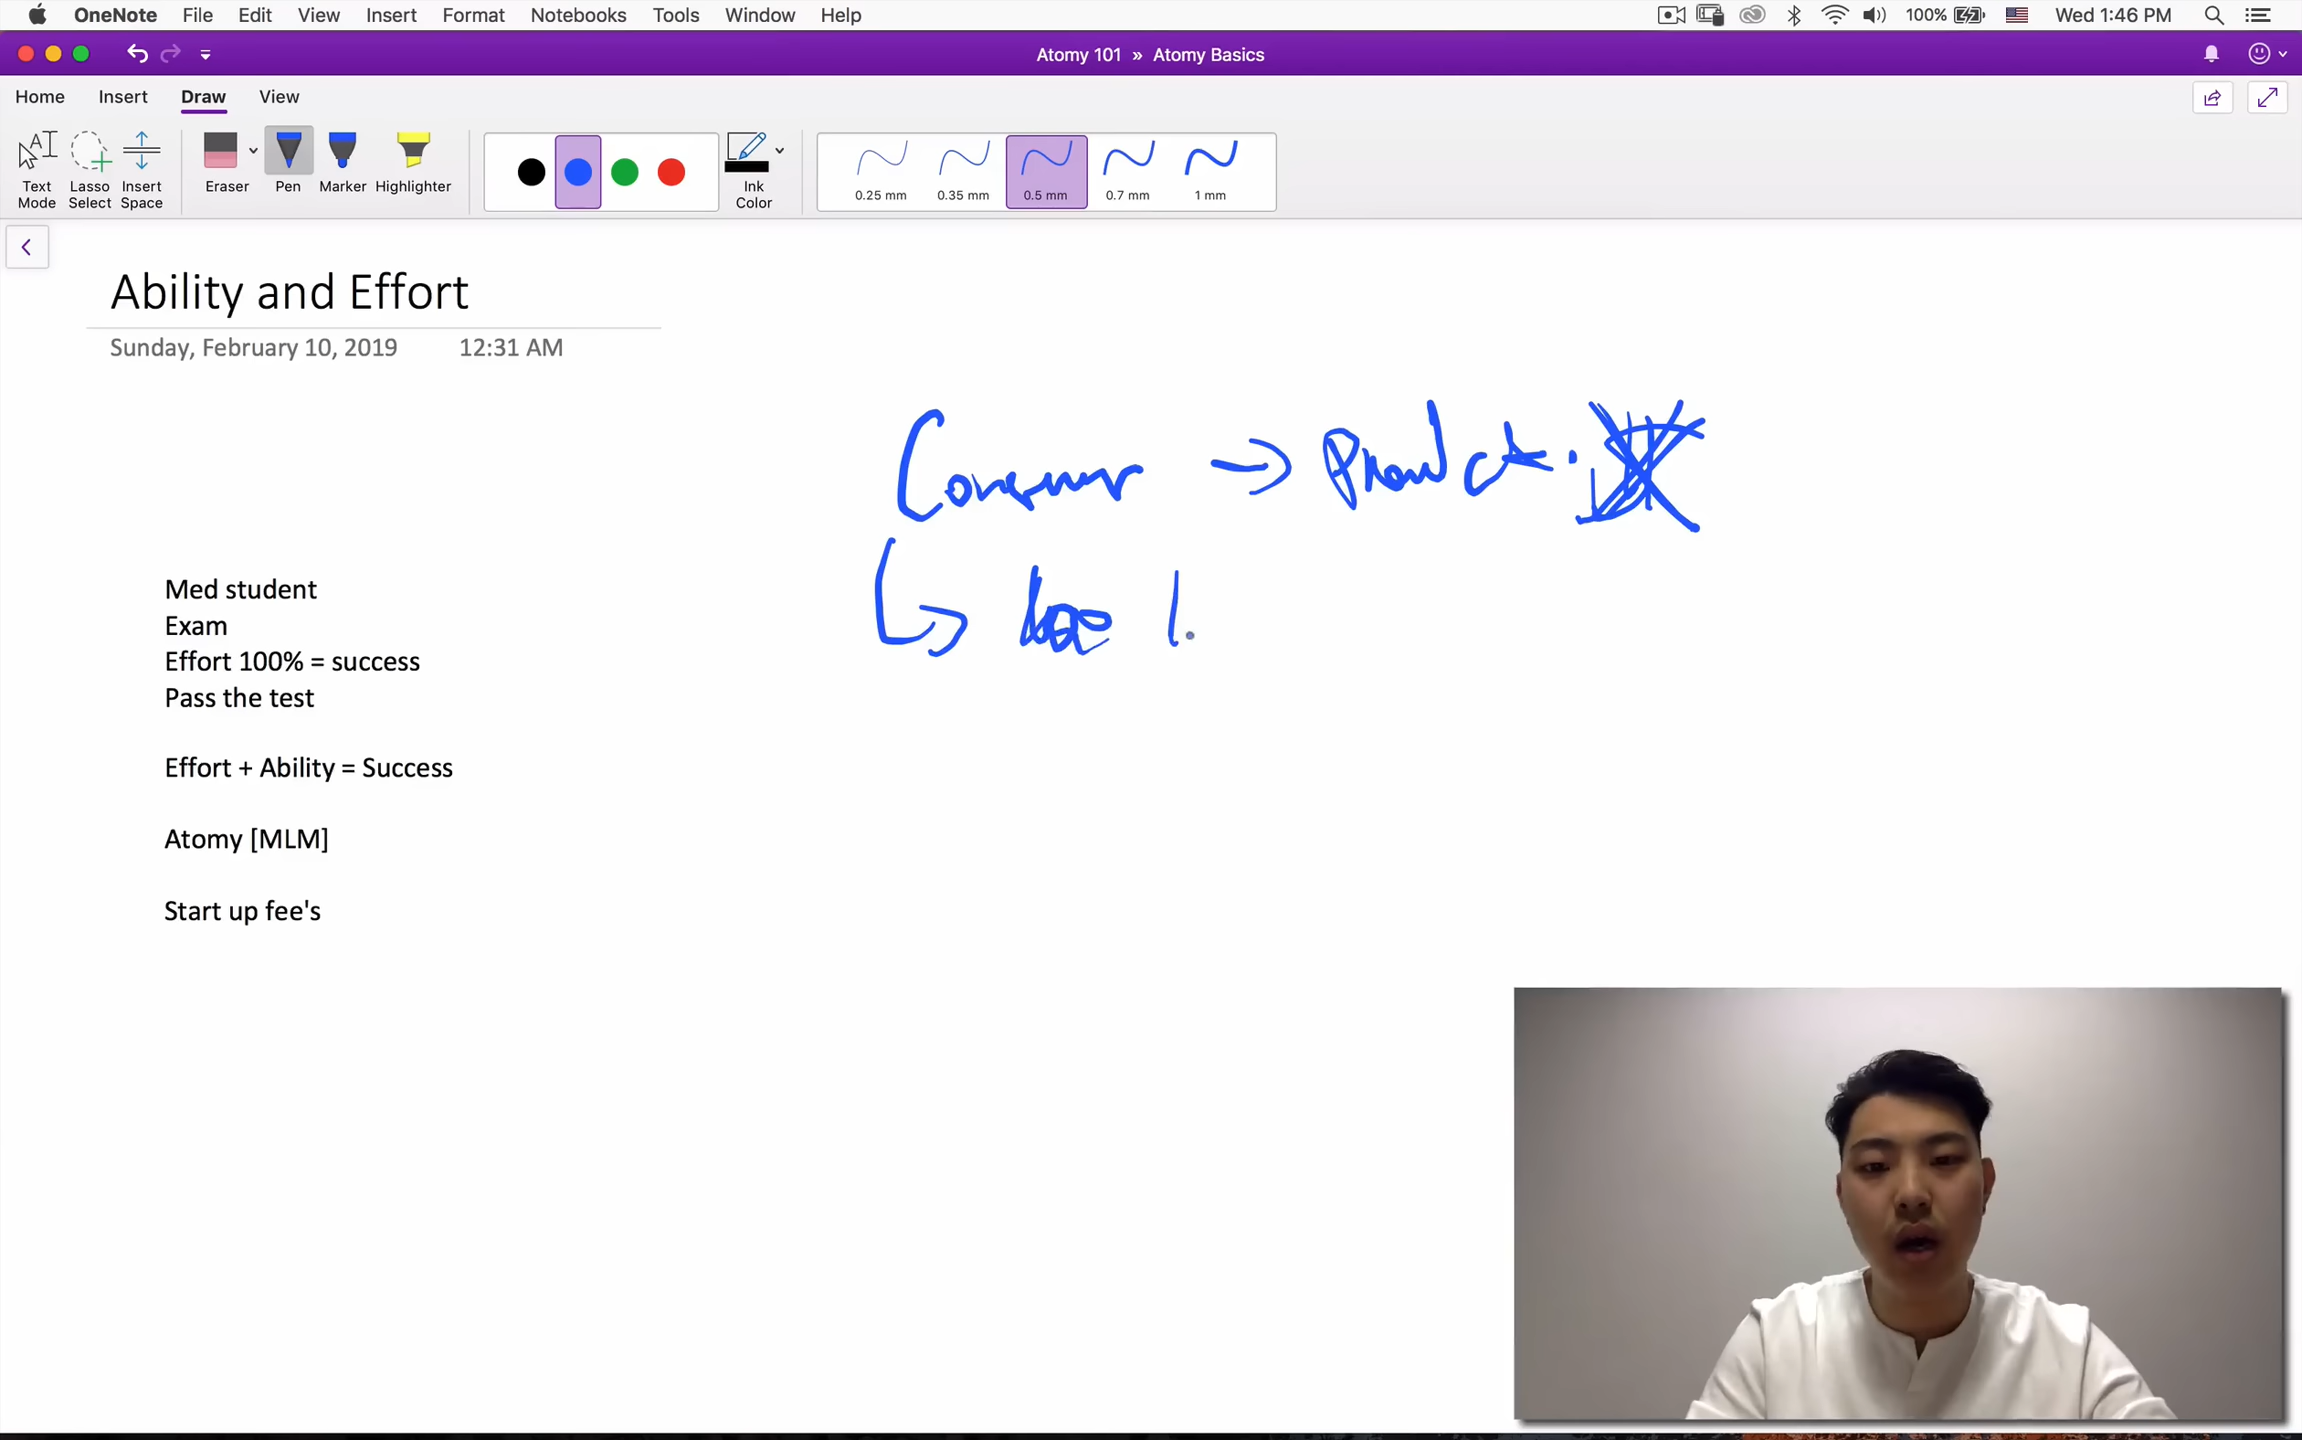 OneNote File Edit View Insert Format Notebooks Tools Window Help 100% Wed 1:46 PM
Atomy 101 » Atomy Basics
Home Insert Draw View
Text Mode
Lasso Select
Insert Space
Eraser
Pen
Marker
Highlighter
Ink Color
0.25 mm
0.35 mm
0.5 mm
0.7 mm
1 mm
Ability and Effort
Sunday, February 10, 2019 12:31 AM
Med student
Exam
Effort 100% = success
Pass the test
Effort + Ability = Success
Atomy [MLM]
Start up fee's